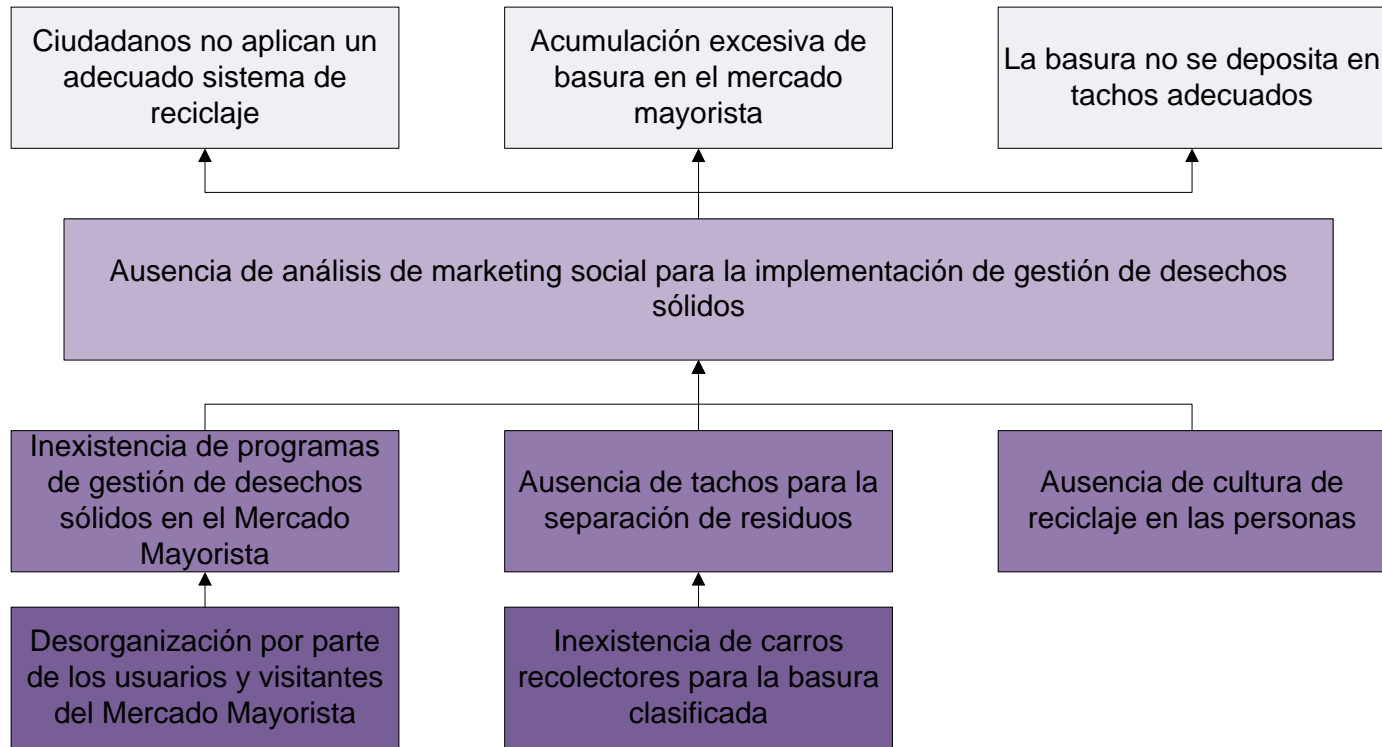 Ciudadanos no aplican un
adecuado sistema de
reciclaje
Acumulación excesiva de
basura en el mercado
mayorista
La basura no se deposita en
tachos adecuados
Ausencia de análisis de marketing social para la implementación de gestión de desechos
sólidos
Inexistencia de programas
de gestión de desechos
sólidos en el Mercado
Mayorista
Ausencia de tachos para la
separación de residuos
Ausencia de cultura de
reciclaje en las personas
Desorganización por parte
de los usuarios y visitantes
del Mercado Mayorista
Inexistencia de carros
recolectores para la basura
clasificada